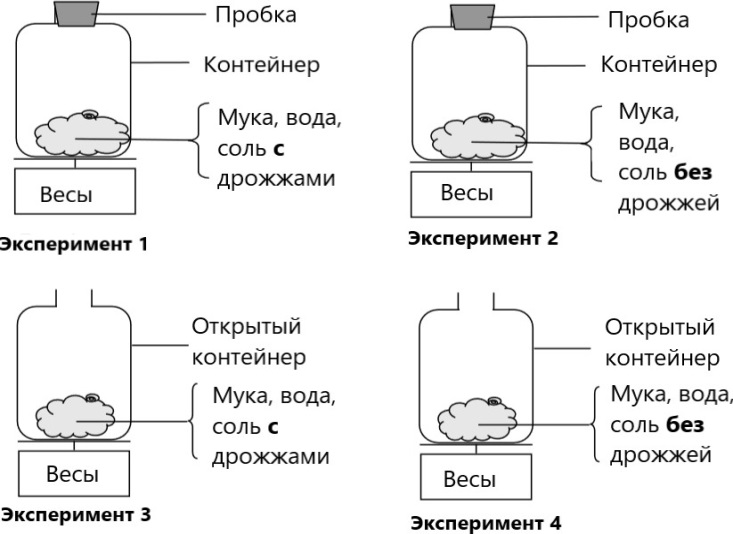 Пробка
Контейнер
Мука, вода,
соль с
дрожжами
Весы
Эксперимент 1
Пробка
Контейнер
Мука,
вода,
соль без
дрожжей
Весы
Эксперимент 2
Открытый
контейнер
Мука, вода,
соль с
дрожжами
Весы
Эксперимент 3
Открытый
контейнер
Мука, вода,
соль без
дрожжей
Весы
Эксперимент 4